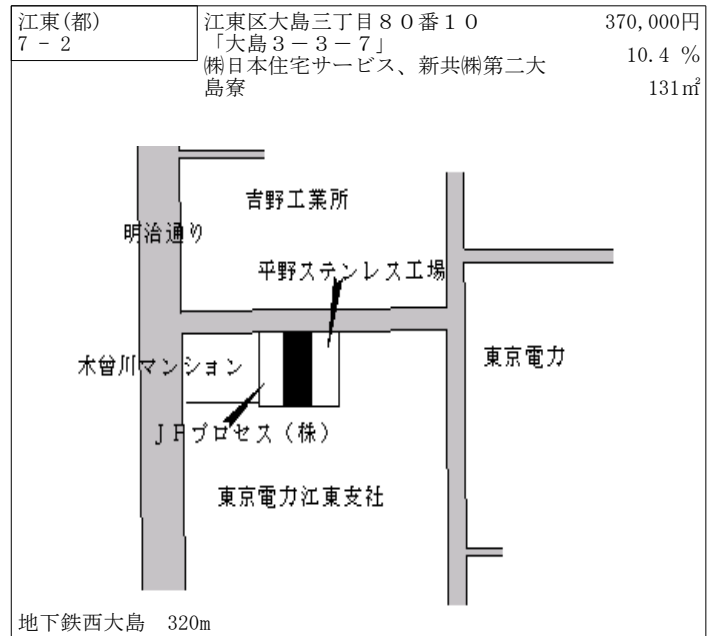 江東(都)
7 - 2
江東区大島三丁目80番10
「大島3-3-7」
㈱日本住宅サービス、新共㈱第二大
島寮
370,000円
10.4 %
131㎡
吉野工業所
明治通り
平野ステンレス工場
木曾川マンション
東京電力
JPプロセス(株)
東京電力江東支社
地下鉄西大島 320m